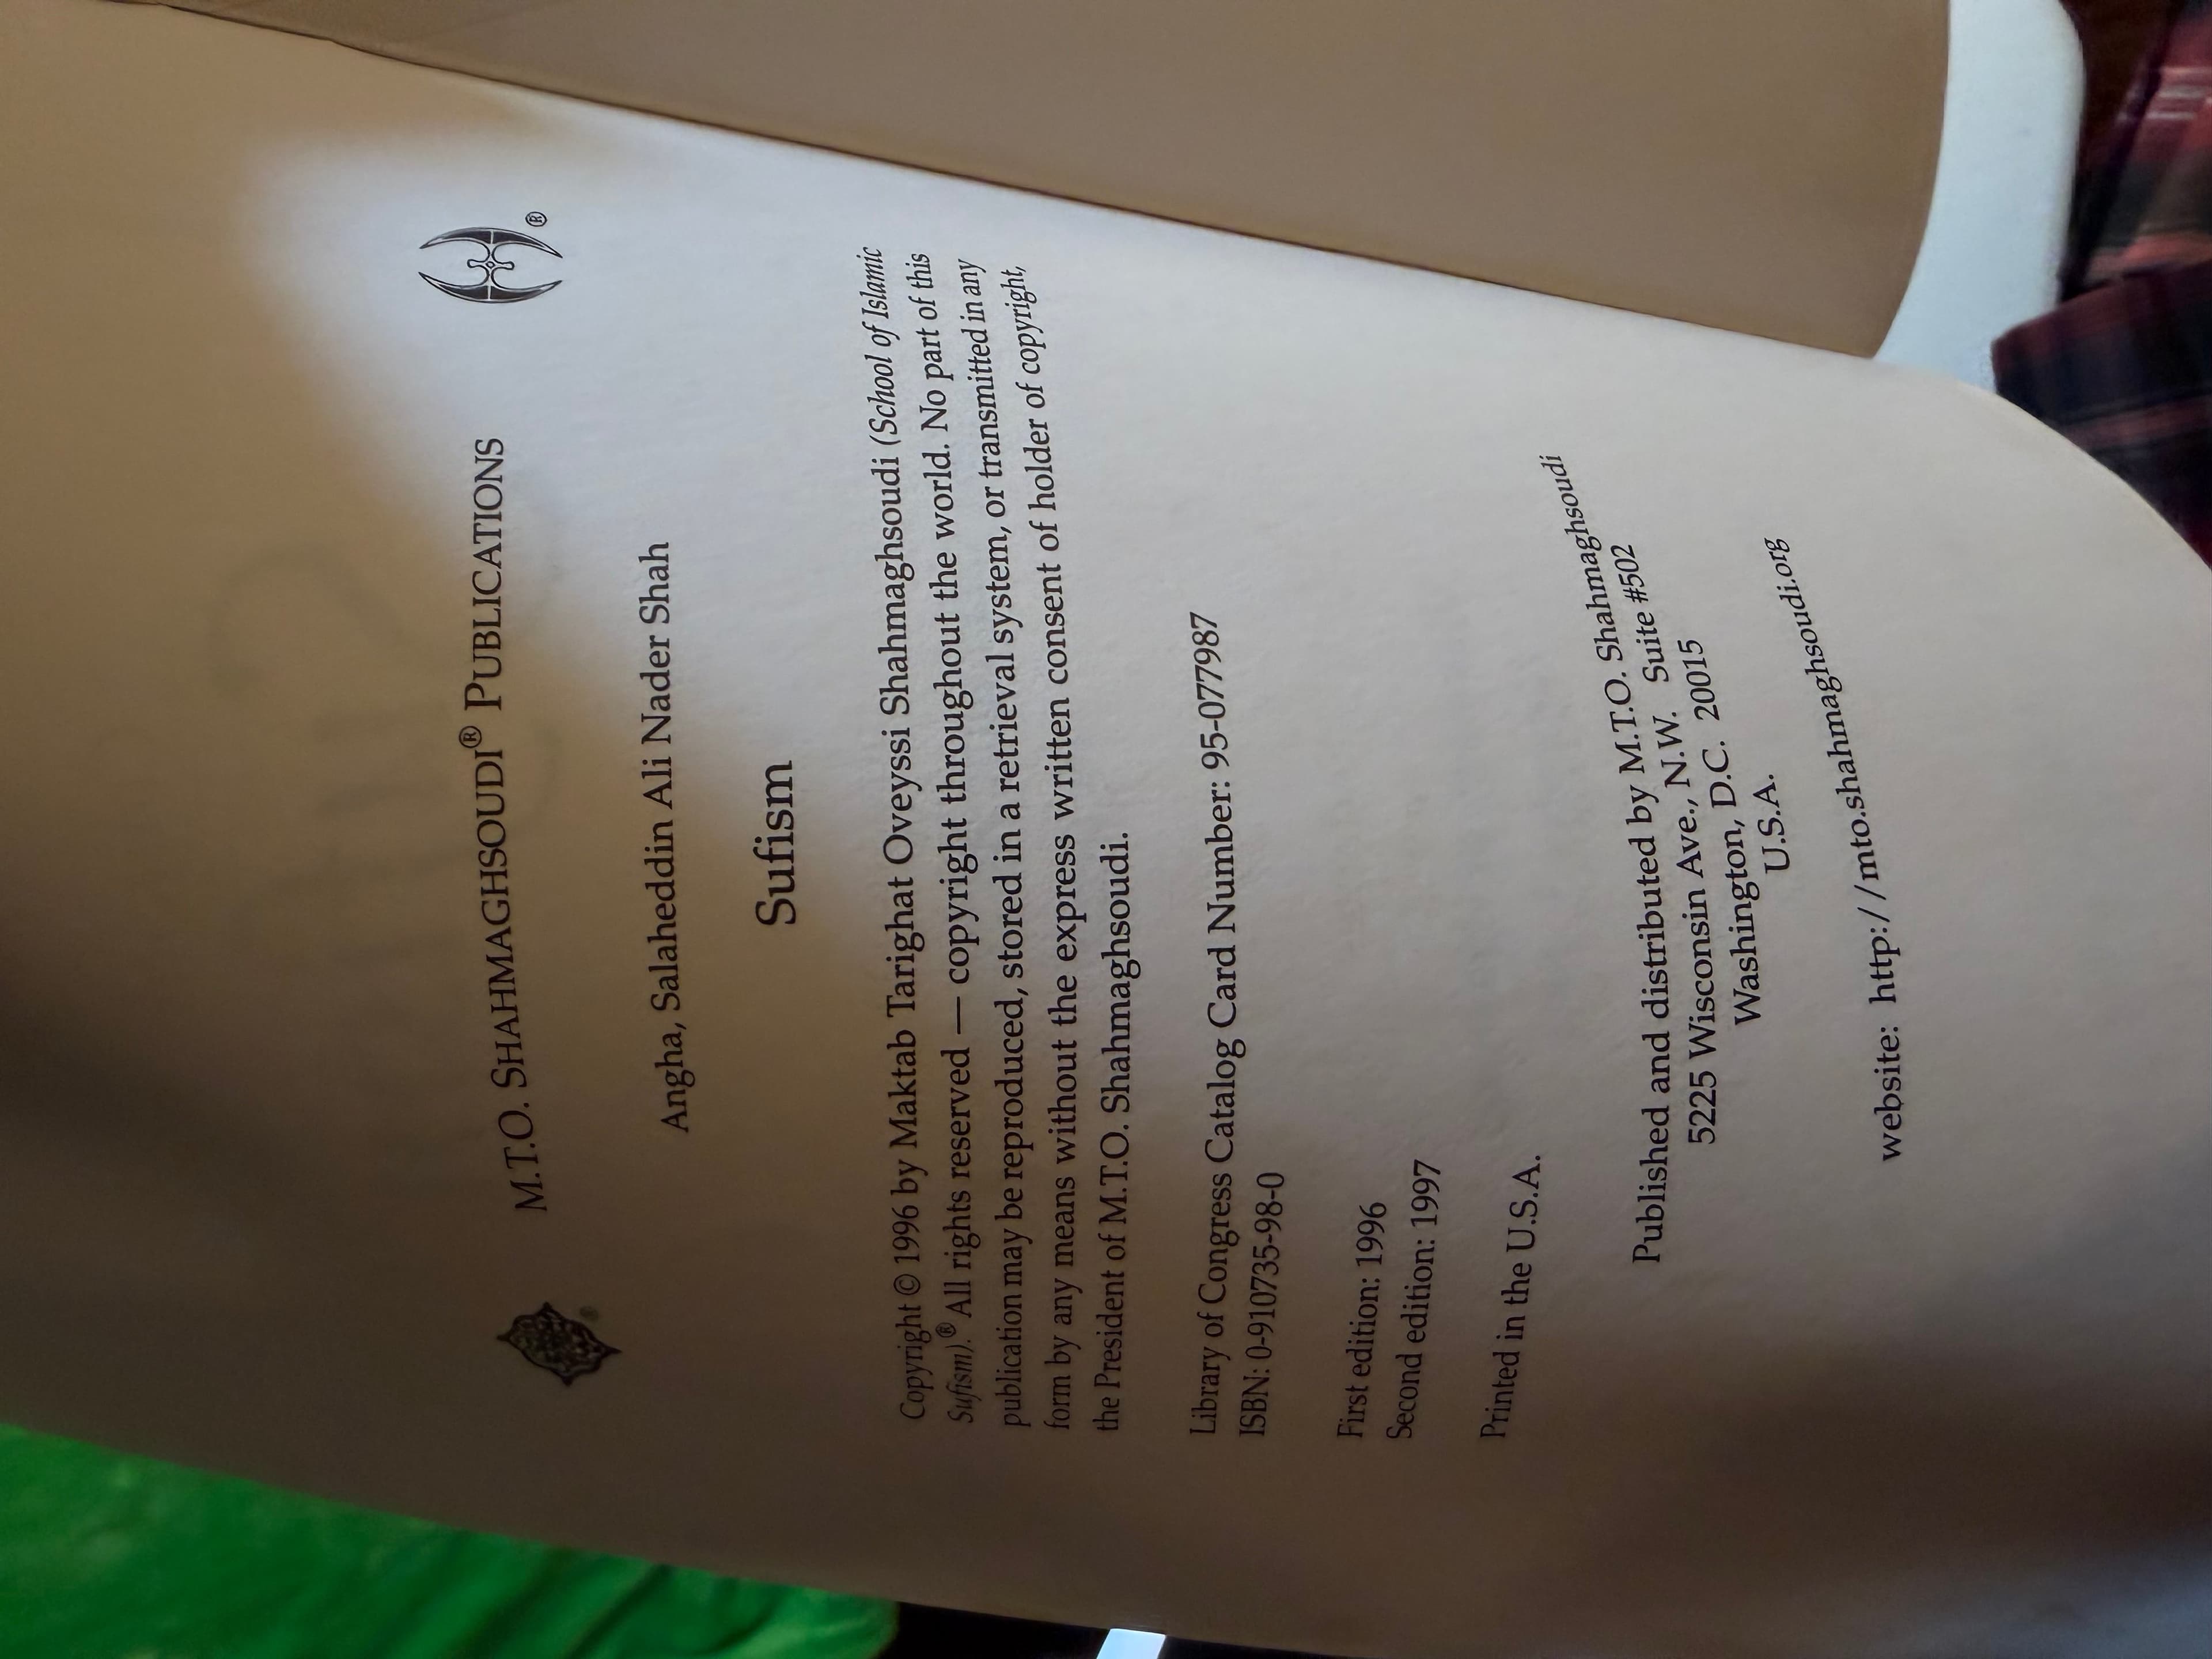 M.T.O. SHAHMAGHSOUDI® PUBLICATIONS
®
®
Angha, Salaheddin Ali Nader Shah
Sufism
Copyright © 1996 by Maktab Tarighat Oveyssi Shahmaghsoudi (School of Islamic
Sufism).® All rights reserved — copyright throughout the world. No part of this
publication may be reproduced, stored in a retrieval system, or transmitted in any
form by any means without the express written consent of holder of copyright,
the President of M.T.O. Shahmaghsoudi.
Library of Congress Catalog Card Number: 95-077987
ISBN: 0-910735-98-0
First edition: 1996
Second edition: 1997
Printed in the U.S.A.
Published and distributed by M.T.O. Shahmaghsoudi
5225 Wisconsin Ave., N.W. Suite #502
Washington, D.C. 20015
U.S.A.
website: http://mto.shahmaghsoudi.org